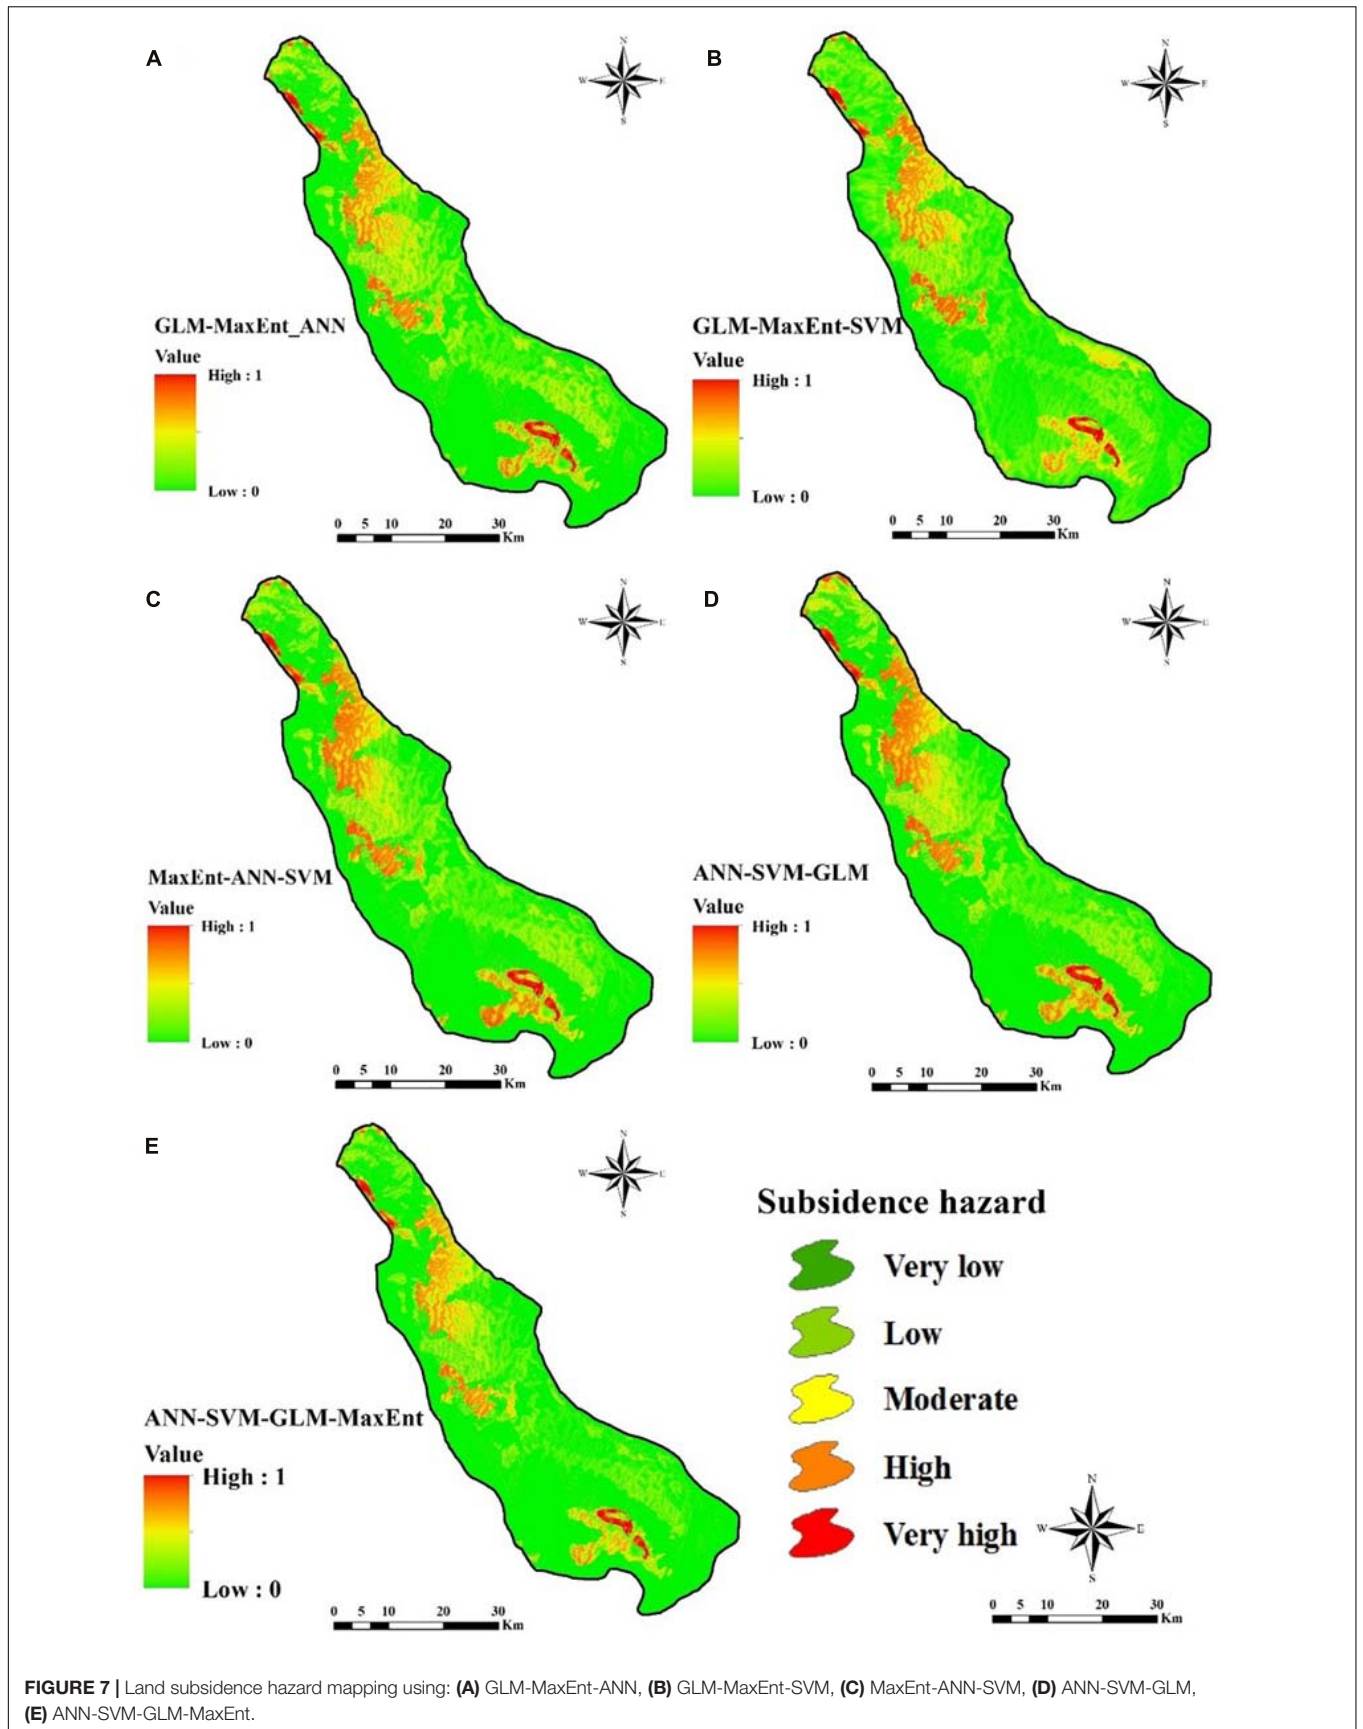 A
N
W
E
S
GLM-MaxEnt_ANN
Value
High : 1
Low : 0
0 5 10 20 30
Km
B
N
W
E
S
GLM-MaxEnt-SVM
Value
High : 1
Low : 0
0 5 10 20 30
Km
C
N
W
E
S
MaxEnt-ANN-SVM
Value
High : 1
Low : 0
0 5 10 20 30
Km
D
N
W
E
S
ANN-SVM-GLM
Value
High : 1
Low : 0
0 5 10 20 30
Km
E
N
W
E
S
ANN-SVM-GLM-MaxEnt
Value
High : 1
Low : 0
0 5 10 20 30
Km
Subsidence hazard
Very low
Low
Moderate
High
Very high
N
W
E
S
0 5 10 20 30
Km
FIGURE 7 | Land subsidence hazard mapping using: (A) GLM-MaxEnt-ANN, (B) GLM-MaxEnt-SVM, (C) MaxEnt-ANN-SVM, (D) ANN-SVM-GLM,
(E) ANN-SVM-GLM-MaxEnt.